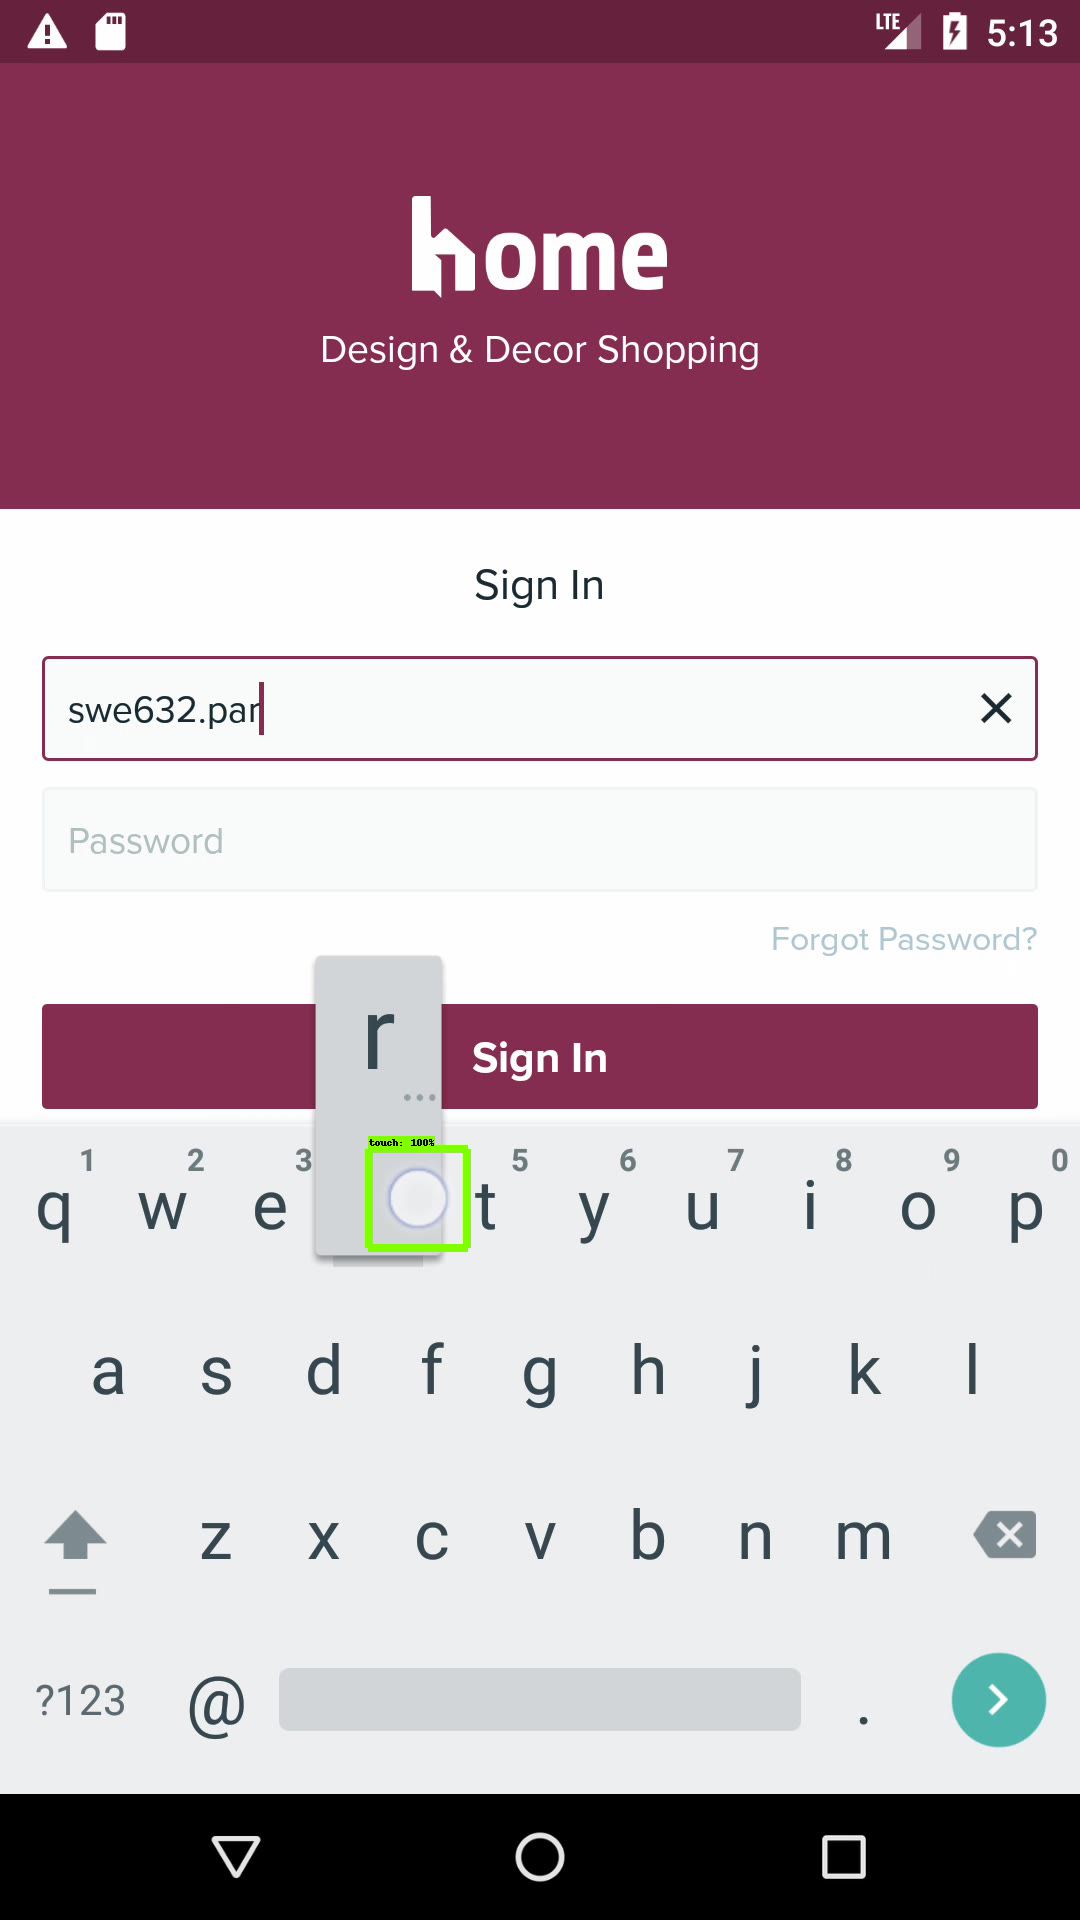 LTE 5:13
home
Design & Decor Shopping
Sign In
swe632.par
Password
Forgot Password?
r
...
Sign In
touch: 100%
1 2 3 5 6 7 8 9 0
q w e t y u i o p
a s d f g h j k l
z x c v b n m
?123 @ .